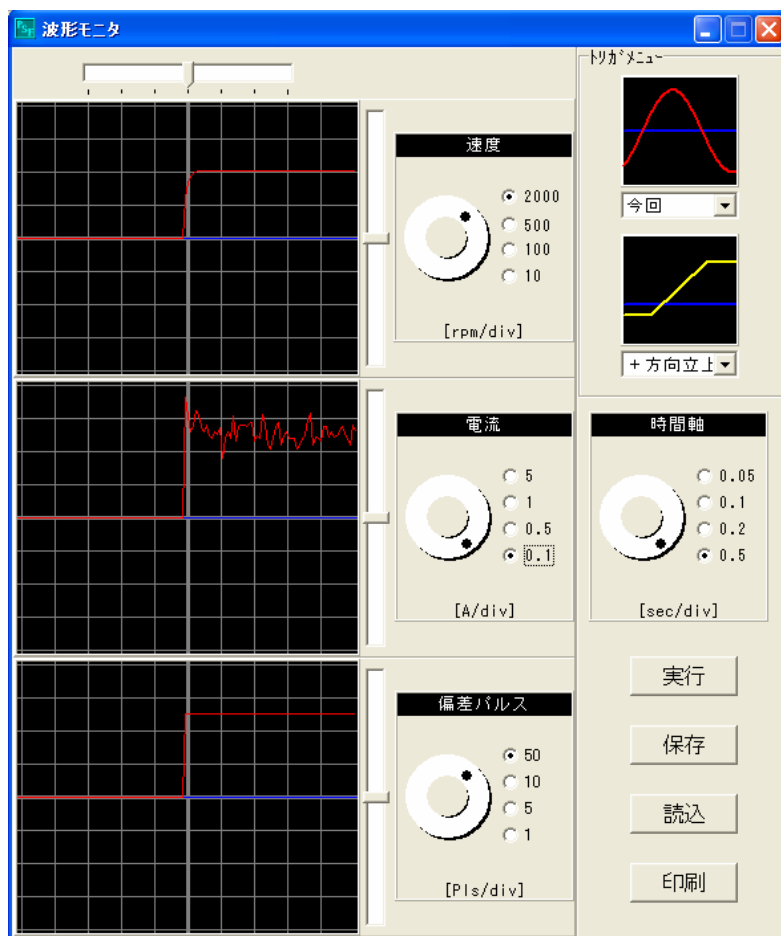 波形モニタ
ﾄﾘｶﾞﾒﾆｭｰ
今回
+方向立上
速度
2000
500
100
10
[rpm/div]
電流
5
1
0.5
0.1
[A/div]
時間軸
0.05
0.1
0.2
0.5
[sec/div]
偏差パルス
50
10
5
1
[Pls/div]
実行
保存
読込
印刷